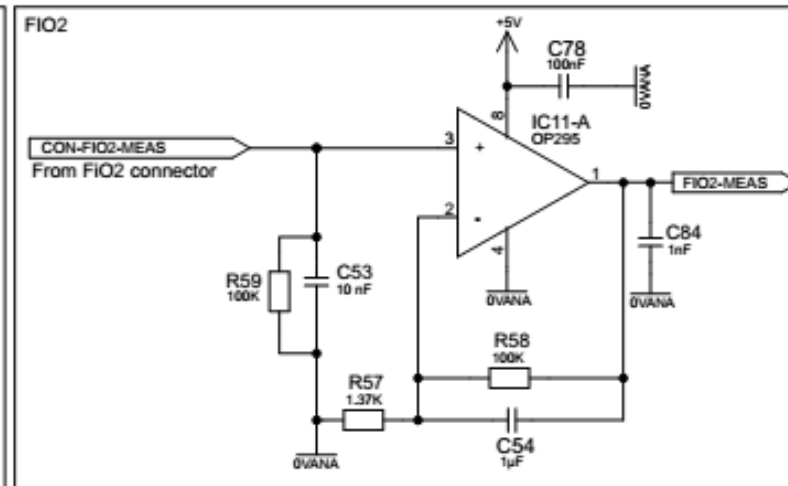 FIO2
+5V
C78
100nF
0VANA
8
IC11-A
OP295
CON-FIO2-MEAS
3
+
1
FIO2-MEAS
From FiO2 connector
2
-
4
C84
1nF
R59
100K
C53
10 nF
0VANA
0VANA
R58
100K
R57
1.37K
C54
1µF
0VANA